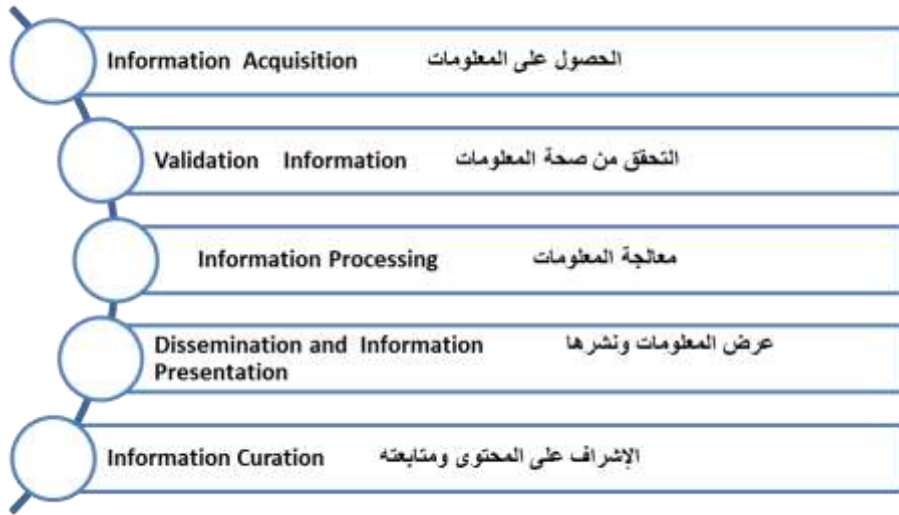 Information Acquisition الحصول على المعلومات
Validation Information التحقق من صحة المعلومات
Information Processing معالجة المعلومات
Dissemination and Information عرض المعلومات ونشرها
Presentation
Information Curation الإشراف على المحتوى ومتابعته